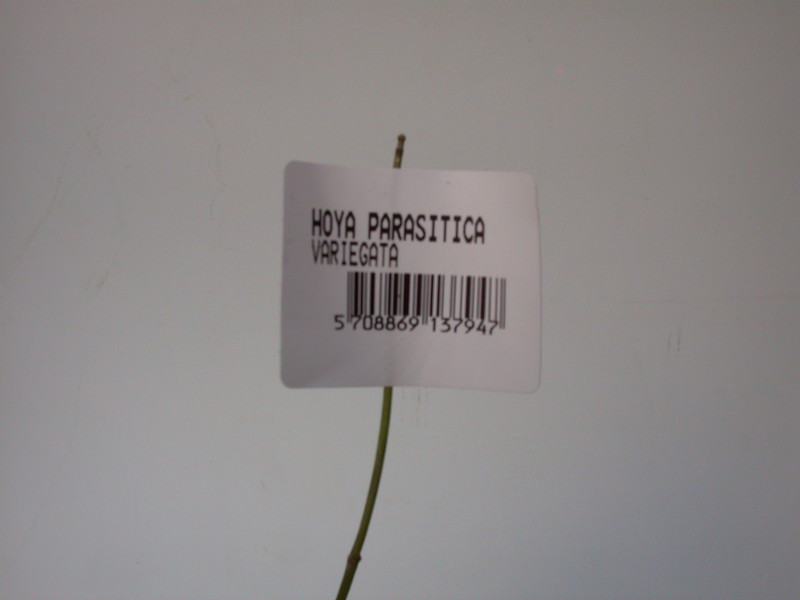 HOYA PARASITICA
VARIEGATA
5 708869 137947